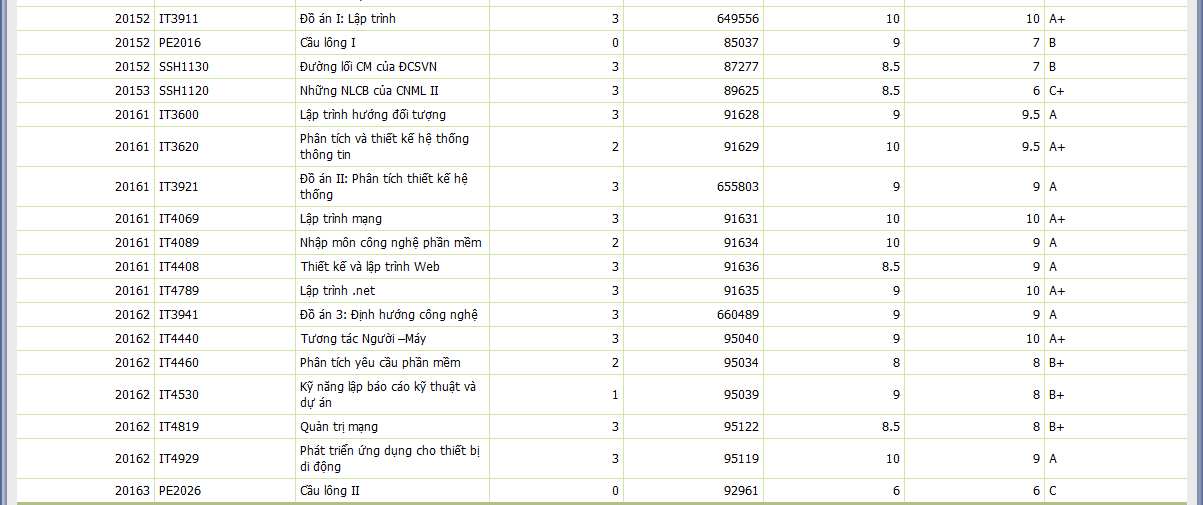 20152 IT3911 Đồ án I: Lập trình 3 649556 10 10 A+
20152 PE2016 Cầu lông I 0 85037 9 7 B
20152 SSH1130 Đường lối CM của ĐCSVN 3 87277 8.5 7 B
20153 SSH1120 Những NLCB của CNML II 3 89625 8.5 6 C+
20161 IT3600 Lập trình hướng đối tượng 3 91628 9 9.5 A
20161 IT3620 Phân tích và thiết kế hệ thống
thông tin 2 91629 10 9.5 A+
20161 IT3921 Đồ án II: Phân tích thiết kế hệ
thống 3 655803 9 9 A
20161 IT4069 Lập trình mạng 3 91631 10 10 A+
20161 IT4089 Nhập môn công nghệ phần mềm 2 91634 10 9 A
20161 IT4408 Thiết kế và lập trình Web 3 91636 8.5 9 A
20161 IT4789 Lập trình .net 3 91635 9 10 A+
20162 IT3941 Đồ án 3: Định hướng công nghệ 3 660489 9 9 A
20162 IT4440 Tương tác Người –Máy 3 95040 9 10 A+
20162 IT4460 Phân tích yêu cầu phần mềm 2 95034 8 8 B+
20162 IT4530 Kỹ năng lập báo cáo kỹ thuật và
dự án 1 95039 9 8 B+
20162 IT4819 Quản trị mạng 3 95122 8.5 8 B+
20162 IT4929 Phát triển ứng dụng cho thiết bị
di động 3 95119 10 9 A
20163 PE2026 Cầu lông II 0 92961 6 6 C